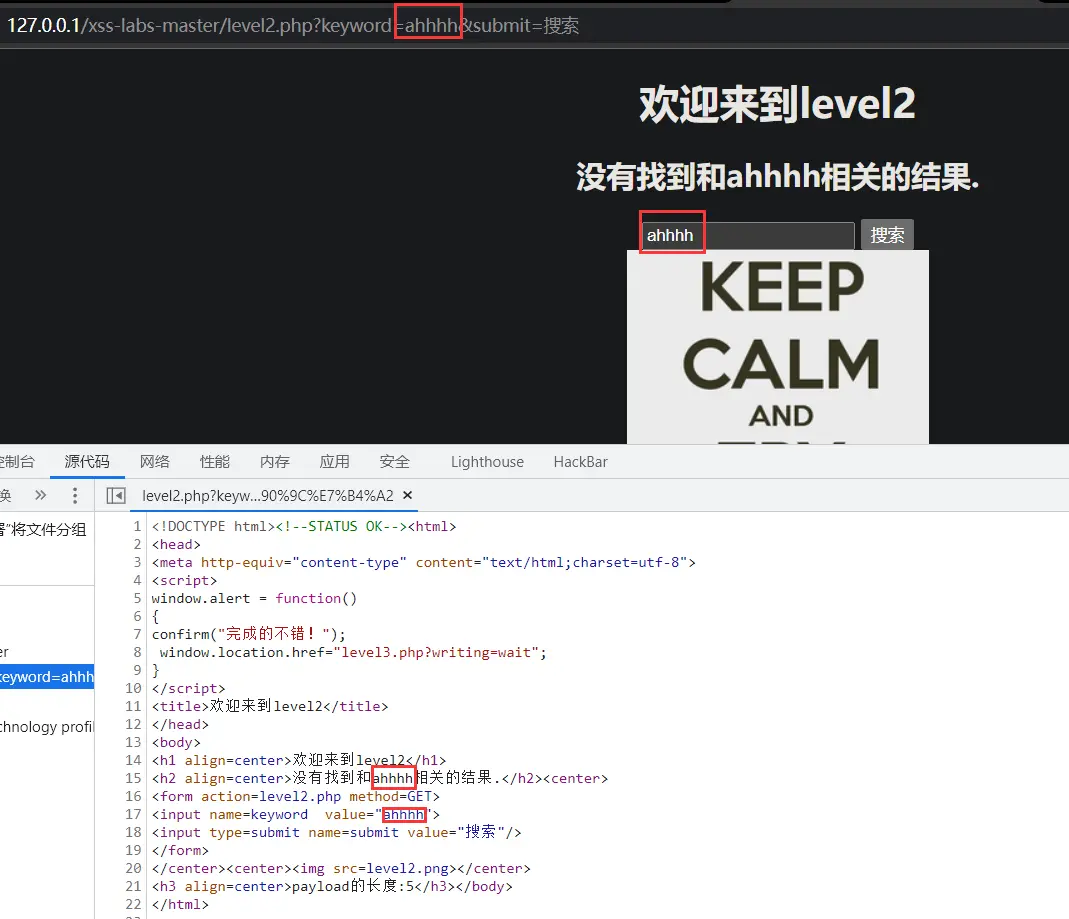 127.0.0.1/xss-labs-master/level2.php?keyword=ahhhh&submit=搜索
欢迎来到level2
没有找到和ahhhh相关的结果.
ahhhh 搜索
KEEP
CALM
AND
控制台 源代码 网络 性能 内存 应用 安全 Lighthouse HackBar
换 » level2.php?keyw...90%9C%E7%B4%A2 ×
署”将文件分组
er
keyword=ahhh
chnology profil
1 <!DOCTYPE html><!--STATUS OK--><html>
2 <head>
3 <meta http-equiv="content-type" content="text/html;charset=utf-8">
4 <script>
5 window.alert = function()
6 {
7 confirm("完成的不错！");
8 window.location.href="level3.php?writing=wait";
9 }
10 </script>
11 <title>欢迎来到level2</title>
12 </head>
13 <body>
14 <h1 align=center>欢迎来到level2</h1>
15 <h2 align=center>没有找到和ahhhh相关的结果.</h2><center>
16 <form action=level2.php method=GET>
17 <input name=keyword  value="ahhhh">
18 <input type=submit name=submit value="搜索"/>
19 </form>
20 </center><center><img src=level2.png></center>
21 <h3 align=center>payload的长度:5</h3></body>
22 </html>